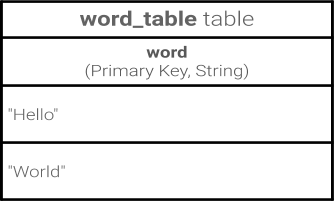 word_table table
word
(Primary Key, String)
"Hello"
"World"